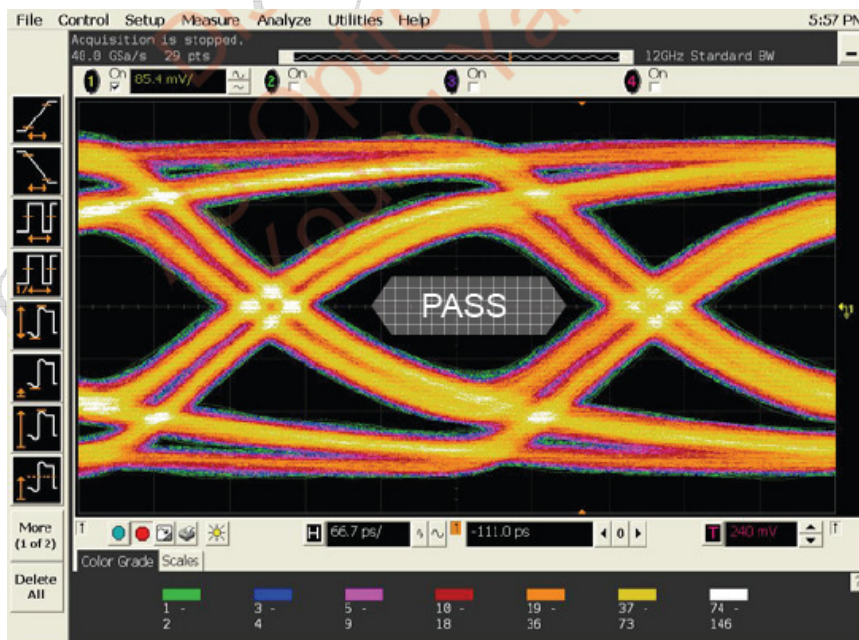 File Control Setup Measure Analyze Utilities Help 5:57 PM
Acquisition is stopped.
40.0 GSa/s 29 pts 12GHz Standard BW
1 On 85.4 mV/ 2 On 3 On 4 On
PASS
More
(1 of 2)
Delete
All
H 66.7 ps/ -111.0 ps 0 T 240 mV
Color Grade Scales
1 - 3 - 5 - 10 - 19 - 37 - 74 -
2 4 9 18 36 73 146